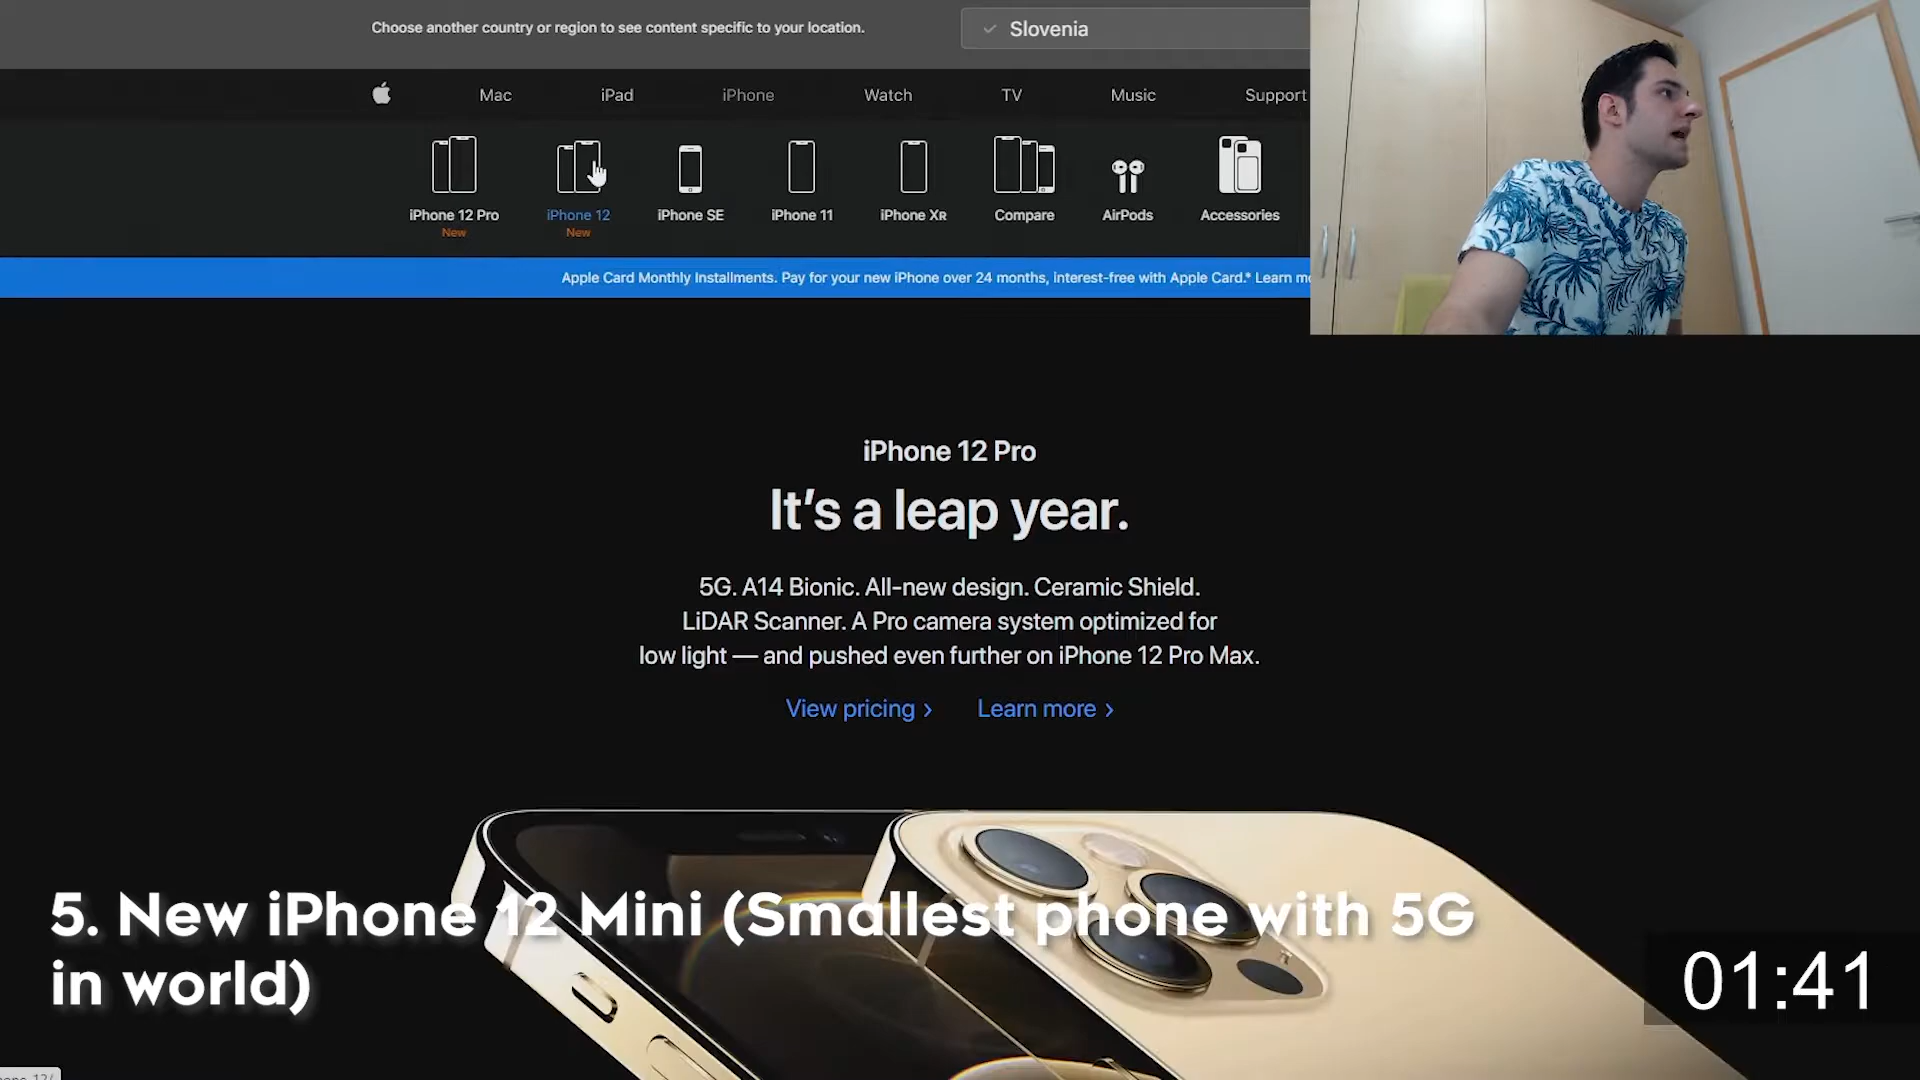 Choose another country or region to see content specific to your location.
Slovenia
Mac iPad iPhone Watch TV Music Support
iPhone 12 Pro iPhone 12 iPhone SE iPhone 11 iPhone XR Compare AirPods Accessories
New New
Apple Card Monthly Installments. Pay for your new iPhone over 24 months, interest-free with Apple Card.* Learn
iPhone 12 Pro
It's a leap year.
5G. A14 Bionic. All-new design. Ceramic Shield.
LiDAR Scanner. A Pro camera system optimized for
low light — and pushed even further on iPhone 12 Pro Max.
View pricing › Learn more ›
5. New iPhone 12 Mini (Smallest phone with 5G
in world)
01:41